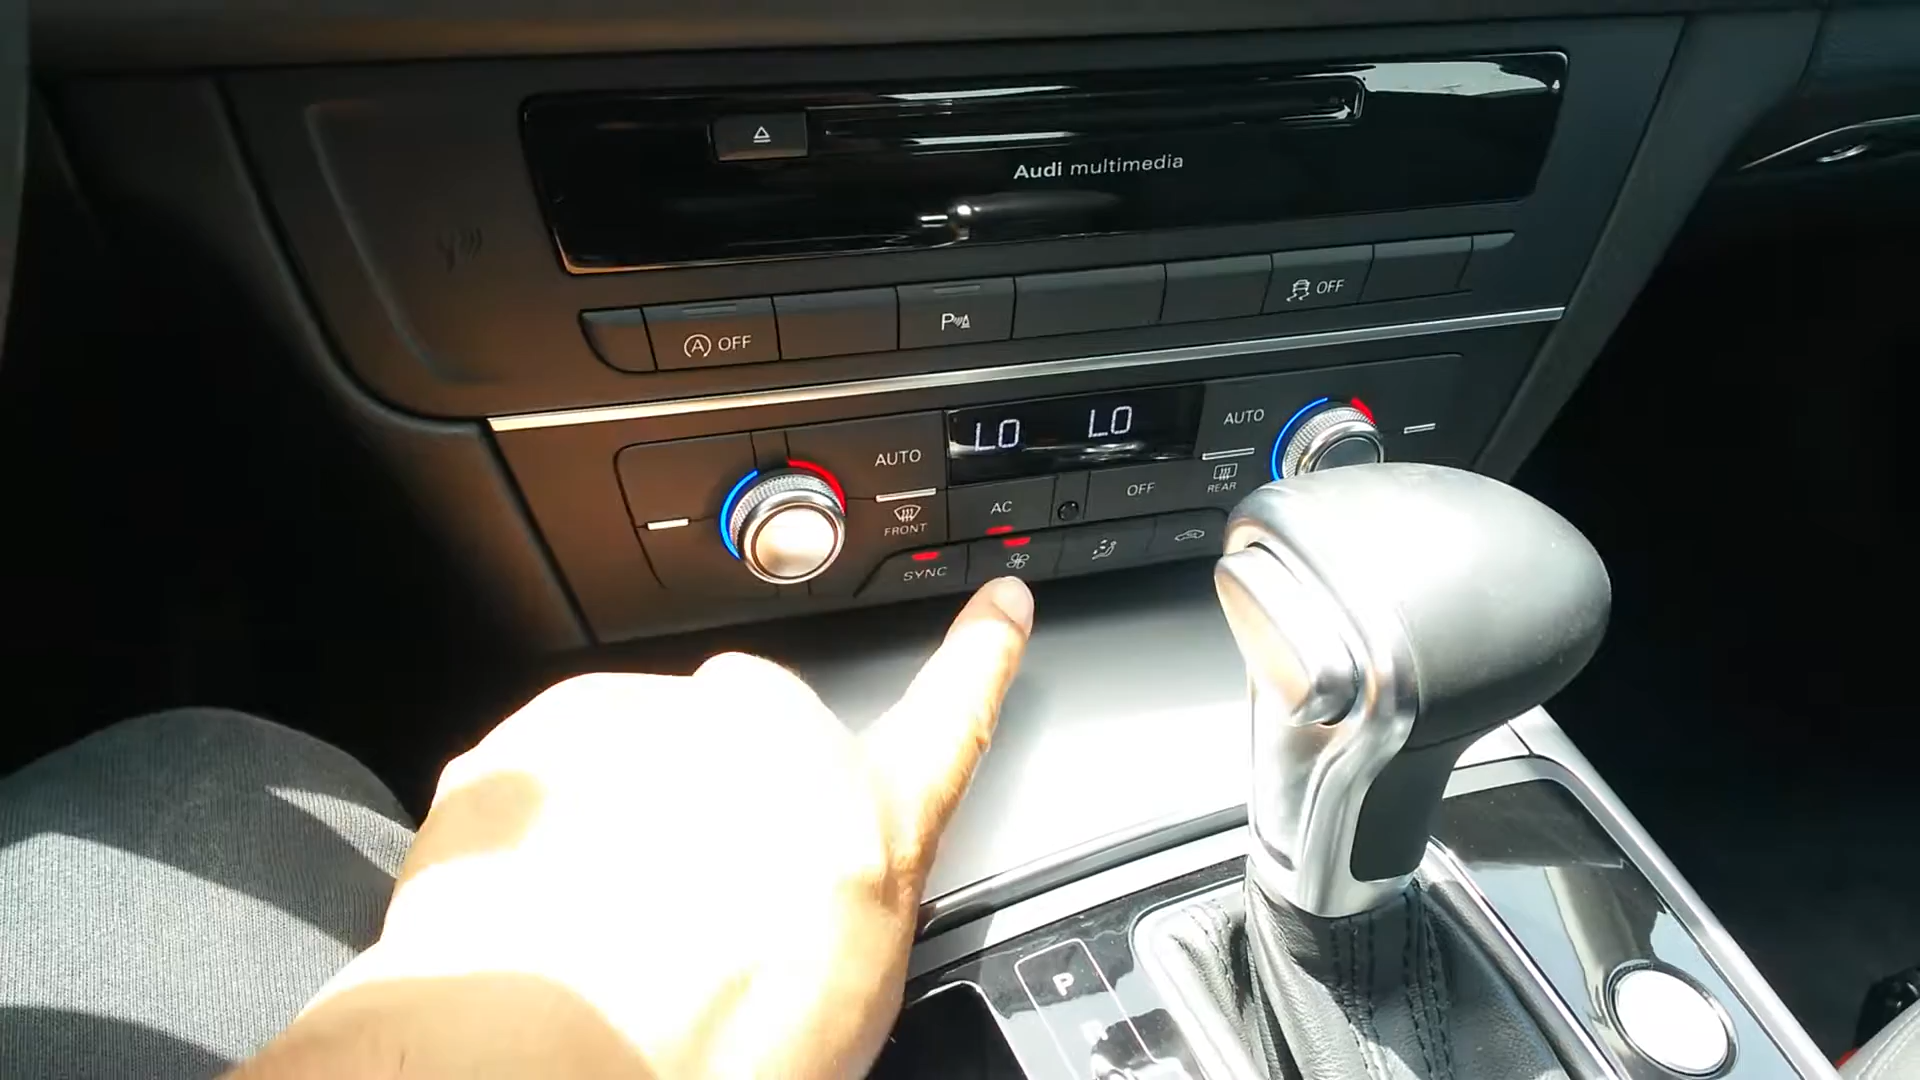 Audi multimedia
A OFF
P
OFF
LO LO
AUTO
AUTO
AC
OFF
REAR
FRONT
SYNC
P